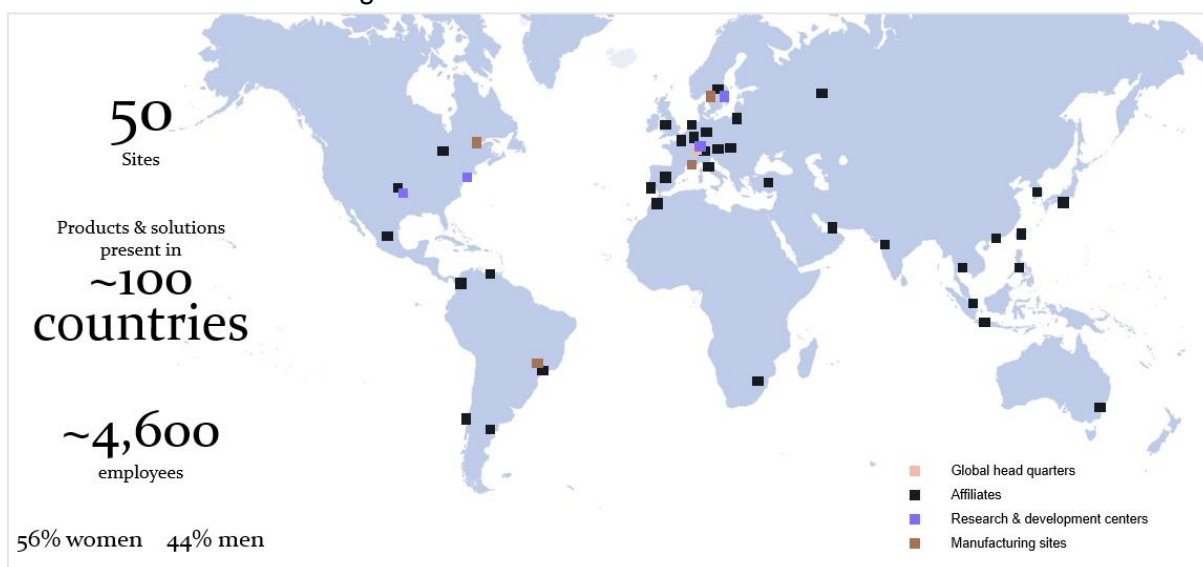 50
Sites
Products & solutions
present in
~100
countries
~4,600
employees
56% women 44% men
Global head quarters
Affiliates
Research & development centers
Manufacturing sites